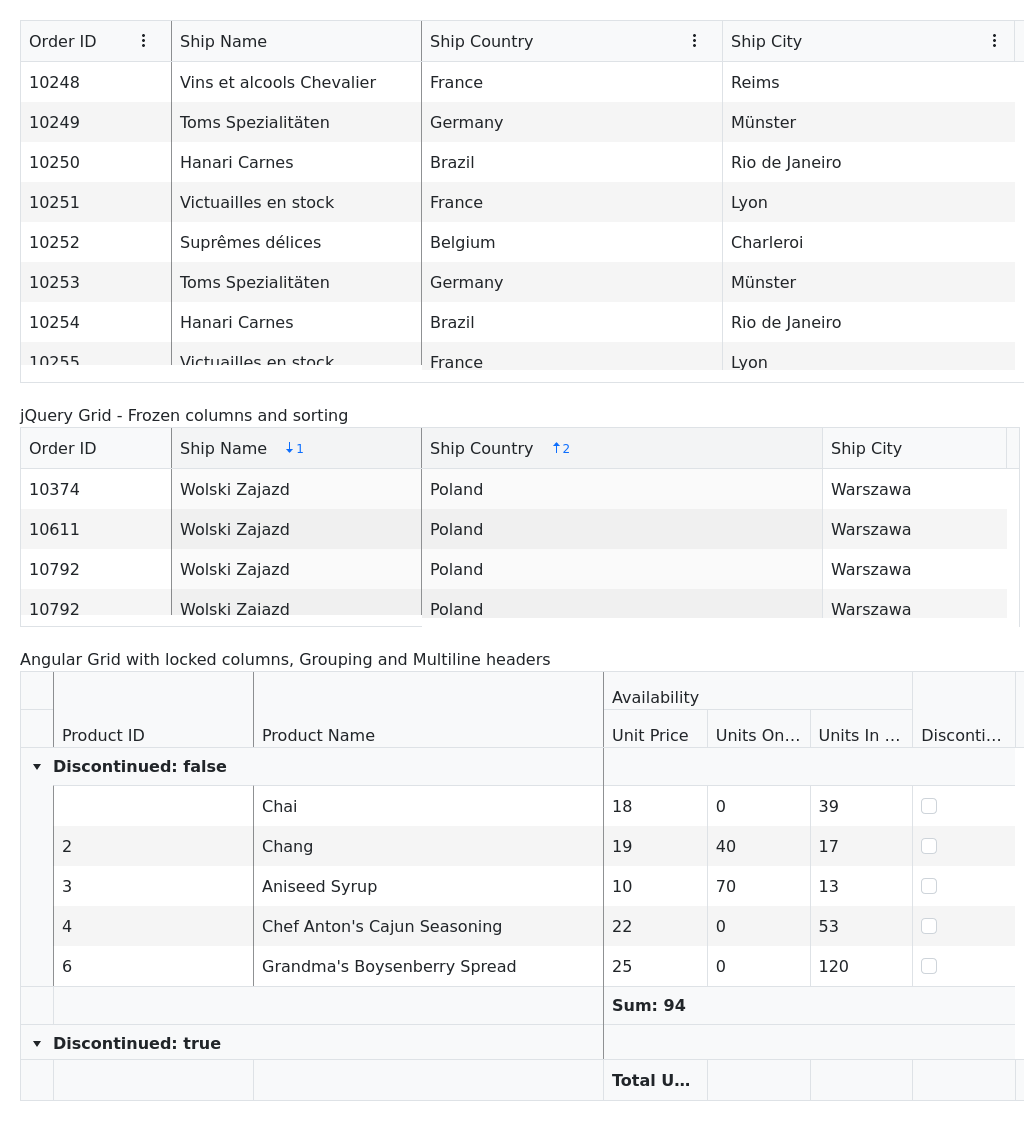 Order ID Ship Name Ship Country Ship City
10248 Vins et alcools Chevalier France Reims
10249 Toms Spezialitäten Germany Münster
10250 Hanari Carnes Brazil Rio de Janeiro
10251 Victuailles en stock France Lyon
10252 Suprêmes délices Belgium Charleroi
10253 Toms Spezialitäten Germany Münster
10254 Hanari Carnes Brazil Rio de Janeiro
10255 Victuailles en stock France Lyon
jQuery Grid - Frozen columns and sorting
Order ID Ship Name ↓1 Ship Country ↑2 Ship City
10374 Wolski Zajazd Poland Warszawa
10611 Wolski Zajazd Poland Warszawa
10792 Wolski Zajazd Poland Warszawa
10792 Wolski Zajazd Poland Warszawa
Angular Grid with locked columns, Grouping and Multiline headers
Availability
Product ID Product Name Unit Price Units On... Units In ... Disconti...
Discontinued: false
Chai 18 0 39
2 Chang 19 40 17
3 Aniseed Syrup 10 70 13
4 Chef Anton's Cajun Seasoning 22 0 53
6 Grandma's Boysenberry Spread 25 0 120
Sum: 94
Discontinued: true
Total U...